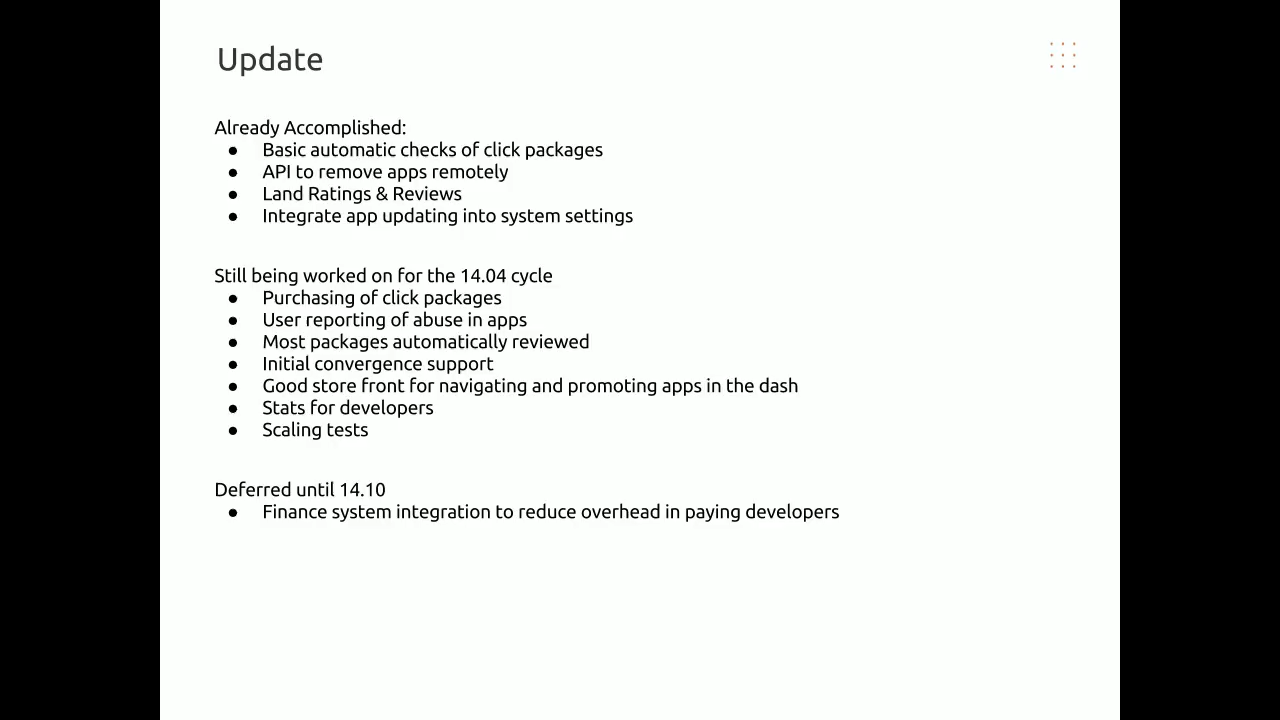 Update
Already Accomplished:
● Basic automatic checks of click packages
● API to remove apps remotely
● Land Ratings & Reviews
● Integrate app updating into system settings
Still being worked on for the 14.04 cycle
● Purchasing of click packages
● User reporting of abuse in apps
● Most packages automatically reviewed
● Initial convergence support
● Good store front for navigating and promoting apps in the dash
● Stats for developers
● Scaling tests
Deferred until 14.10
● Finance system integration to reduce overhead in paying developers